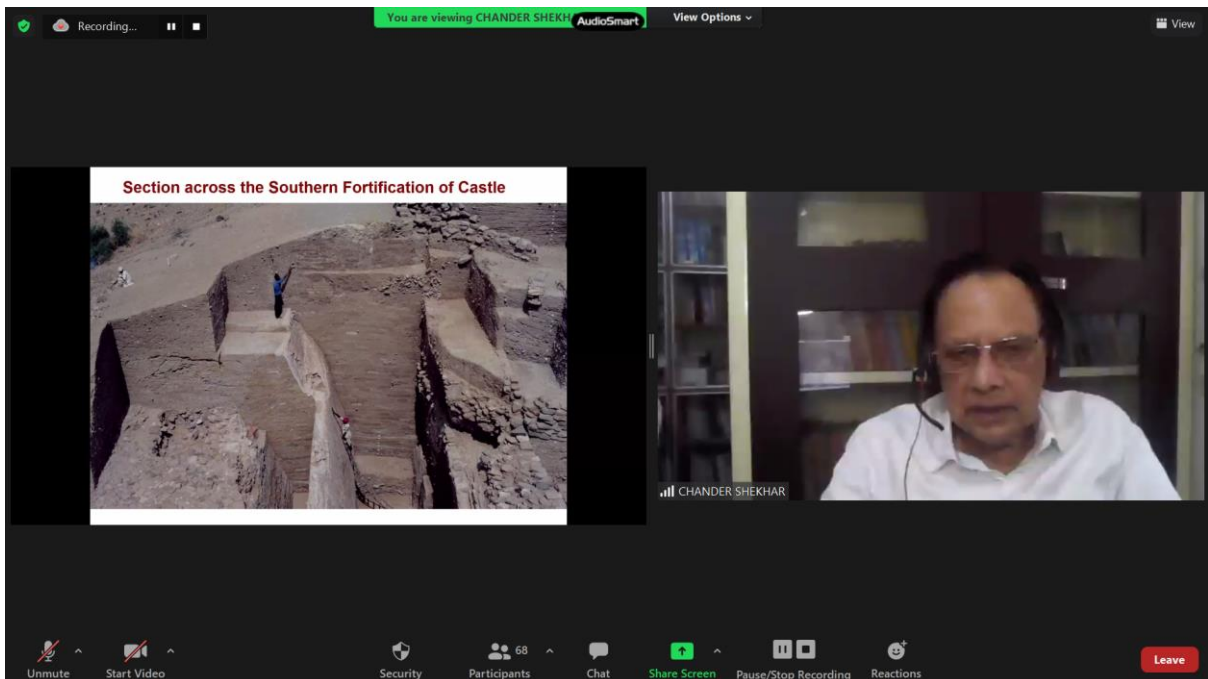 Recording...
You are viewing CHANDER SHEKH
AudioSmart
View Options
View
Section across the Southern Fortification of Castle
CHANDER SHEKHAR
Unmute
Start Video
Security
68
Participants
Chat
Share Screen
Pause/Stop Recording
Reactions
Leave